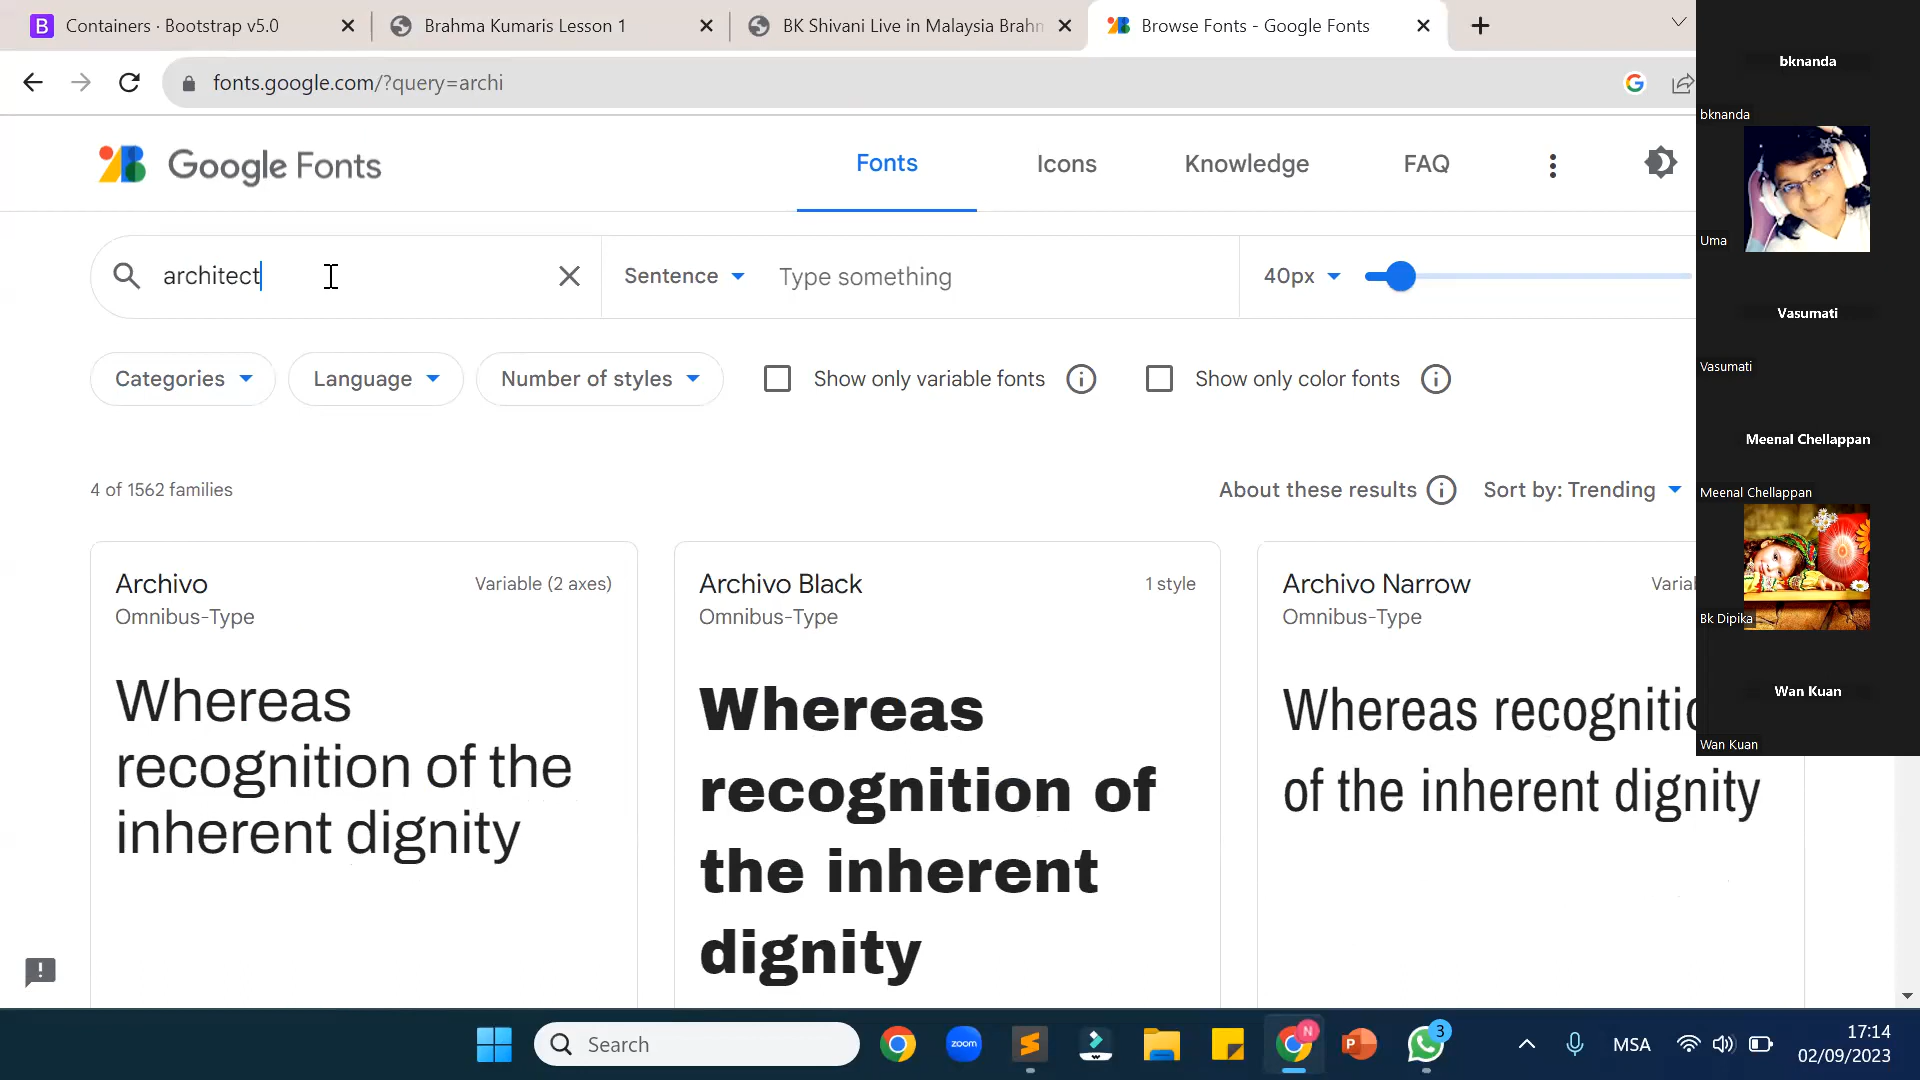 Containers · Bootstrap v5.0
Brahma Kumaris Lesson 1
BK Shivani Live in Malaysia Brahm
Browse Fonts - Google Fonts
fonts.google.com/?query=archi
Google Fonts
Fonts
Icons
Knowledge
FAQ
architect
Sentence
Type something
40px
Categories
Language
Number of styles
Show only variable fonts
Show only color fonts
4 of 1562 families
About these results
Sort by: Trending
Archivo
Variable (2 axes)
Omnibus-Type
Whereas
recognition of the
inherent dignity
Archivo Black
1 style
Omnibus-Type
Whereas
recognition of
the inherent
dignity
Archivo Narrow
Varia
Omnibus-Type
Whereas recognitio
of the inherent dignity
bknanda
bknanda
Uma
Vasumati
Vasumati
Meenal Chellappan
Meenal Chellappan
Bk Dipika
Wan Kuan
Wan Kuan
Search
zoom
N
P
3
MSA
17:14
02/09/2023